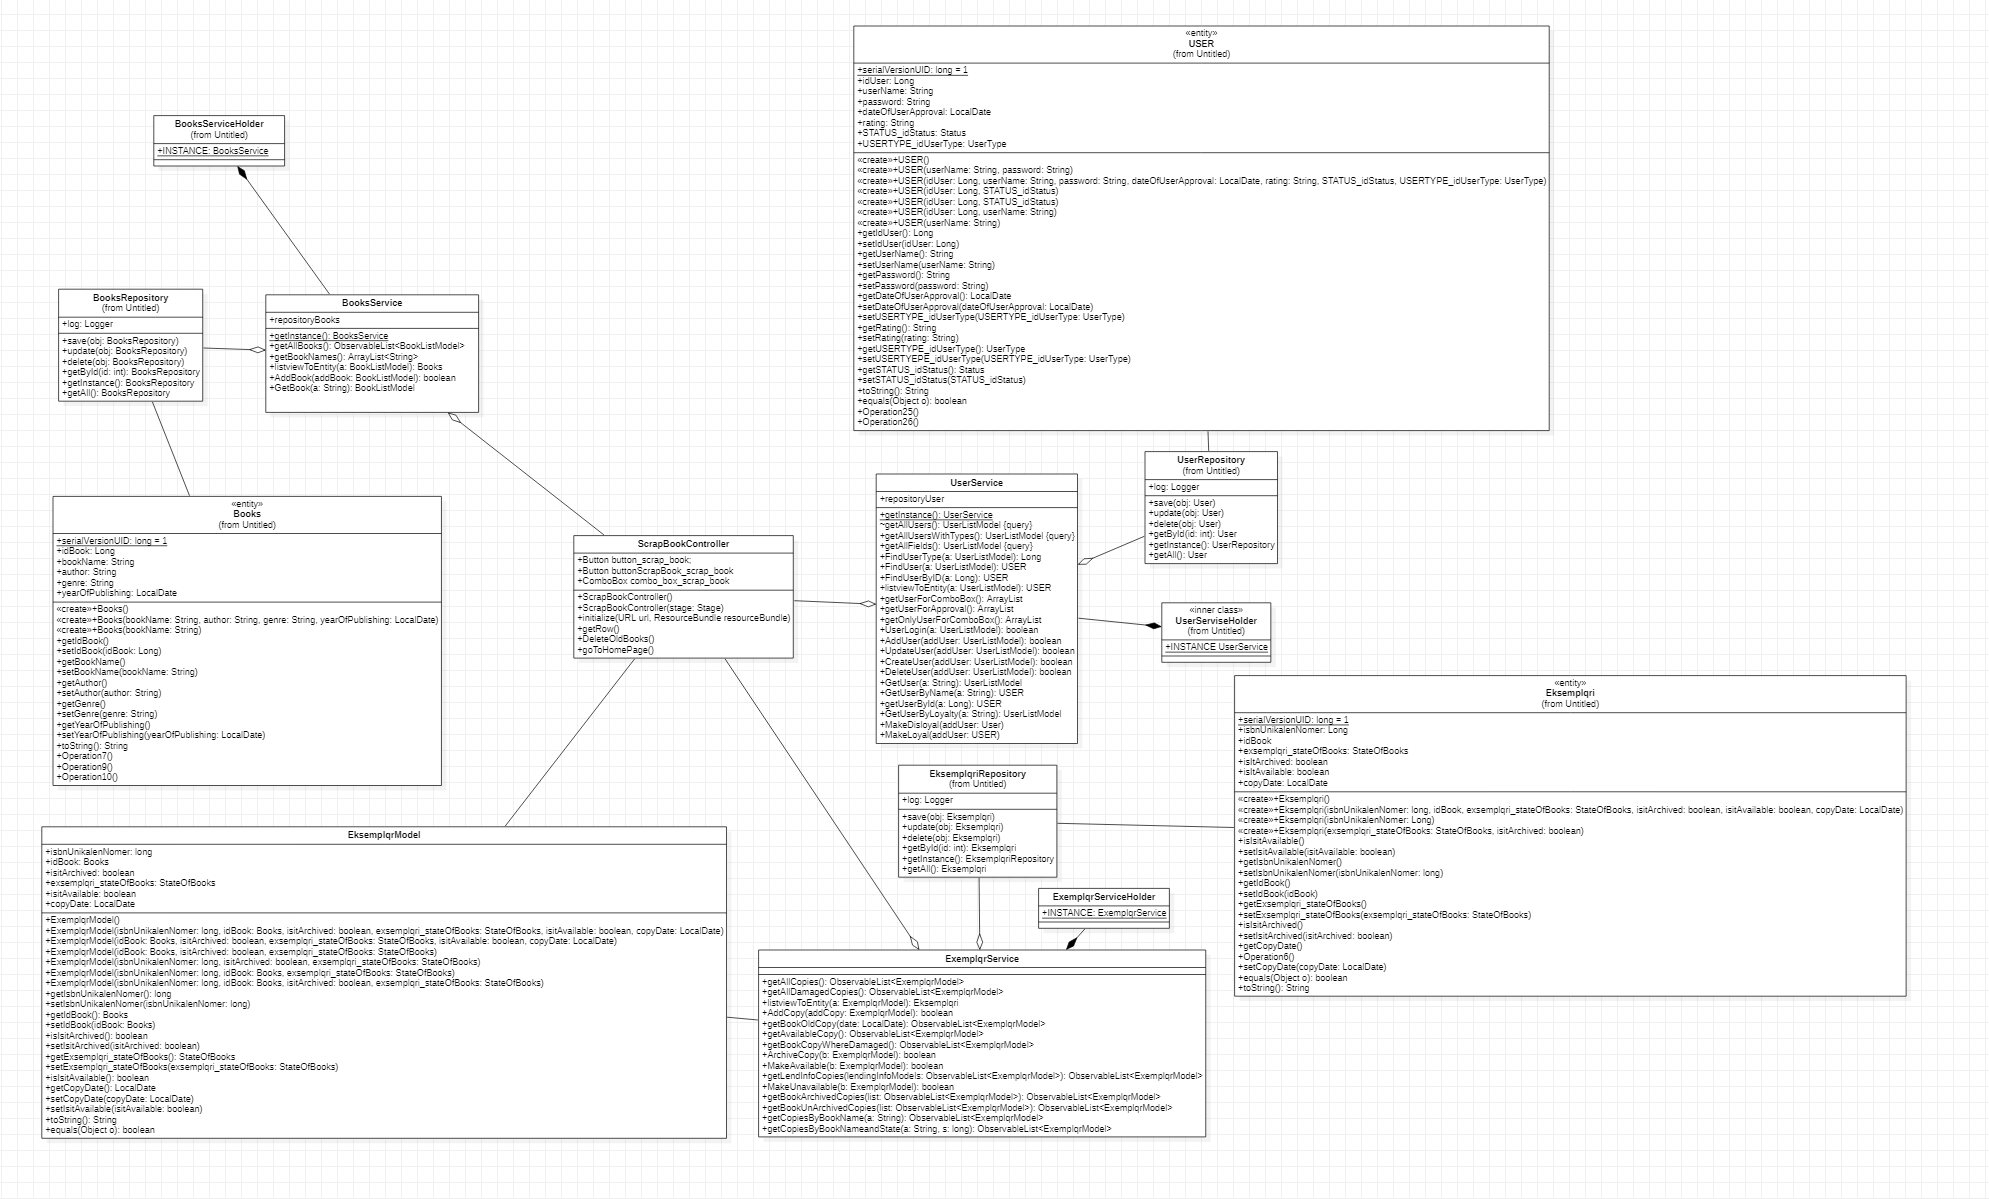 «entity»
USER
(from Untitled)
+serialVersionUID: long = 1
+idUser: Long
+userName: String
+password: String
+dateOfUserApproval: LocalDate
+rating: String
+STATUS_idStatus: Status
+USERTYPE_idUserType: UserType
«create»+USER()
«create»+USER(userName: String, password: String)
«create»+USER(idUser: Long, userName: String, password: String, dateOfUserApproval: LocalDate, rating: String, STATUS_idStatus, USERTYPE_idUserType: UserType)
«create»+USER(idUser: Long, STATUS_idStatus)
«create»+USER(idUser: Long, STATUS_idStatus)
«create»+USER(idUser: Long, userName: String)
«create»+USER(userName: String)
+getIdUser(): Long
+setIdUser(idUser: Long)
+getUserName(): String
+setUserName(userName: String)
+getPassword(): String
+setPassword(password: String)
+getDateOfUserApproval(): LocalDate
+setDateOfUserApproval(dateOfUserApproval: LocalDate)
+setUSERTYPE_idUserType(USERTYPE_idUserType: UserType)
+getRating(): String
+setRating(rating: String)
+getUSERTYPE_idUserType(): UserType
+setUSERTYEPE_idUserType(USERTYPE_idUserType: UserType)
+getSTATUS_idStatus(): Status
+setSTATUS_idStatus(STATUS_idStatus)
+toString(): String
+equals(Object o): boolean
+Operation25()
+Operation26()
BooksServiceHolder
(from Untitled)
+INSTANCE: BooksService
BooksRepository
(from Untitled)
+log: Logger
+save(obj: BooksRepository)
+update(obj: BooksRepository)
+delete(obj: BooksRepository)
+getById(id: int): BooksRepository
+getInstance(): BooksRepository
+getAll(): BooksRepository
BooksService
+repositoryBooks
+getInstance(): BooksService
+getAllBooks(): ObservableList<BookListModel>
+getBookNames(): ArrayList<String>
+listviewToEntity(a: BookListModel): Books
+AddBook(addBook: BookListModel): boolean
+GetBook(a: String): BookListModel
UserRepository
(from Untitled)
+log: Logger
+save(obj: User)
+update(obj: User)
+delete(obj: User)
+getById(id: int): User
+getInstance(): UserRepository
+getAll(): User
UserService
+repositoryUser
+getInstance(): UserService
~getAllUsers(): UserListModel {query}
+getAllUsersWithTypes(): UserListModel {query}
+getAllFields(): UserListModel {query}
+FindUserType(a: UserListModel): Long
+FindUser(a: UserListModel): USER
+FindUserByID(a: Long): USER
+listviewToEntity(a: UserListModel): USER
+getUserForComboBox(): ArrayList
+getUserForApproval(): ArrayList
+getOnlyUserForComboBox(): ArrayList
+UserLogin(a: UserListModel): boolean
+AddUser(addUser: UserListModel): boolean
+UpdateUser(addUser: UserListModel): boolean
+CreateUser(addUser: UserListModel): boolean
+DeleteUser(addUser: UserListModel): boolean
+GetUser(a: String): UserListModel
+GetUserByName(a: String): USER
+getUserById(a: Long): USER
+GetUserByLoyalty(a: String): UserListModel
+MakeDisloyal(addUser: User)
+MakeLoyal(addUser: USER)
«entity»
Books
(from Untitled)
+serialVersionUID: long = 1
+idBook: Long
+bookName: String
+author: String
+genre: String
+yearOfPublishing: LocalDate
«create»+Books()
«create»+Books(bookName: String, author: String, genre: String, yearOfPublishing: LocalDate)
«create»+Books(bookName: String)
+getIdBook()
+setIdBook(idBook: Long)
+getBookName()
+setBookName(bookName: String)
+getAuthor()
+setAuthor(author: String)
+getGenre()
+setGenre(genre: String)
+getYearOfPublishing()
+setYearOfPublishing(yearOfPublishing: LocalDate)
+toString(): String
+Operation7()
+Operation9()
+Operation10()
ScrapBookController
+Button button_scrap_book;
+Button buttonScrapBook_scrap_book
+ComboBox combo_box_scrap_book
+ScrapBookController()
+ScrapBookController(stage: Stage)
+initialize(URL url, ResourceBundle resourceBundle)
+getRow()
+DeleteOldBooks()
+goToHomePage()
«inner class»
UserServiceHolder
(from Untitled)
+INSTANCE UserService
«entity»
Eksemplqri
(from Untitled)
+serialVersionUID: long = 1
+isbnUnikalenNomer: Long
+idBook
+exsemplqri_stateOfBooks: StateOfBooks
+isItArchived: boolean
+isItAvailable: boolean
+copyDate: LocalDate
«create»+Eksemplqri()
«create»+Eksemplqri(isbnUnikalenNomer: long, idBook, exsemplqri_stateOfBooks: StateOfBooks, isitArchived: boolean, isitAvailable: boolean, copyDate: LocalDate)
«create»+Eksemplqri(isbnUnikalenNomer: Long)
«create»+Eksemplqri(exsemplqri_stateOfBooks: StateOfBooks, isitArchived: boolean)
+isIsitAvailable()
+setIsitAvailable(isitAvailable: boolean)
+getIsbnUnikalenNomer()
+setIsbnUnikalenNomer(isbnUnikalenNomer: long)
+getIdBook()
+setIdBook(idBook)
+getExsemplqri_stateOfBooks()
+setExsemplqri_stateOfBooks(exsemplqri_stateOfBooks: StateOfBooks)
+isIsitArchived()
+setIsitArchived(isitArchived: boolean)
+getCopyDate()
+Operation6()
+setCopyDate(copyDate: LocalDate)
+equals(Object o): boolean
+toString(): String
EksemplqriRepository
(from Untitled)
+log: Logger
+save(obj: Eksemplqri)
+update(obj: Eksemplqri)
+delete(obj: Eksemplqri)
+getById(id: int): Eksemplqri
+getInstance(): EksemplqriRepository
+getAll(): Eksemplqri
ExemplqrServiceHolder
+INSTANCE: ExemplqrService
EksemplqrModel
+isbnUnikalenNomer: long
+idBook: Books
+isitArchived: boolean
+exsemplqri_stateOfBooks: StateOfBooks
+isitAvailable: boolean
+copyDate: LocalDate
+ExemplqrModel()
+ExemplqrModel(isbnUnikalenNomer: long, idBook: Books, isitArchived: boolean, exsemplqri_stateOfBooks: StateOfBooks, isitAvailable: boolean, copyDate: LocalDate)
+ExemplqrModel(idBook: Books, isitArchived: boolean, exsemplqri_stateOfBooks: StateOfBooks, isitAvailable: boolean, copyDate: LocalDate)
+ExemplqrModel(idBook: Books, isitArchived: boolean, exsemplqri_stateOfBooks: StateOfBooks)
+ExemplqrModel(isbnUnikalenNomer: long, isitArchived: boolean, exsemplqri_stateOfBooks: StateOfBooks)
+ExemplqrModel(isbnUnikalenNomer: long, idBook: Books, exsemplqri_stateOfBooks: StateOfBooks)
+ExemplqrModel(isbnUnikalenNomer: long, idBook: Books, isitArchived: boolean, exsemplqri_stateOfBooks: StateOfBooks)
+getIsbnUnikalenNomer(): long
+setIsbnUnikalenNomer(isbnUnikalenNomer: long)
+getIdBook(): Books
+setIdBook(idBook: Books)
+isIsitArchived(): boolean
+setIsitArchived(isitArchived: boolean)
+getExsemplqri_stateOfBooks(): StateOfBooks
+setExsemplqri_stateOfBooks(exsemplqri_stateOfBooks: StateOfBooks)
+isIsitAvailable(): boolean
+getCopyDate(): LocalDate
+setCopyDate(copyDate: LocalDate)
+setIsitAvailable(isitAvailable: boolean)
+toString(): String
+equals(Object o): boolean
ExemplqrService
+getAllCopies(): ObservableList<ExemplqrModel>
+getAllDamagedCopies(): ObservableList<ExemplqrModel>
+listviewToEntity(a: ExemplqrModel): Eksemplqri
+AddCopy(addCopy: ExemplqrModel): boolean
+getBookOldCopy(date: LocalDate): ObservableList<ExemplqrModel>
+getAvailableCopy(): ObservableList<ExemplqrModel>
+getBookCopyWhereDamaged(): ObservableList<ExemplqrModel>
+ArchiveCopy(b: ExemplqrModel): boolean
+MakeAvailable(b: ExemplqrModel): boolean
+getLendInfoCopies(lendingInfoModels: ObservableList<ExemplqrModel>): ObservableList<ExemplqrModel>
+MakeUnavailable(b: ExemplqrModel): boolean
+getBookArchivedCopies(list: ObservableList<ExemplqrModel>): ObservableList<ExemplqrModel>
+getBookUnArchivedCopies(list: ObservableList<ExemplqrModel>): ObservableList<ExemplqrModel>
+getCopiesByBookName(a: String): ObservableList<ExemplqrModel>
+getCopiesByBookNameandState(a: String, s: long): ObservableList<ExemplqrModel>